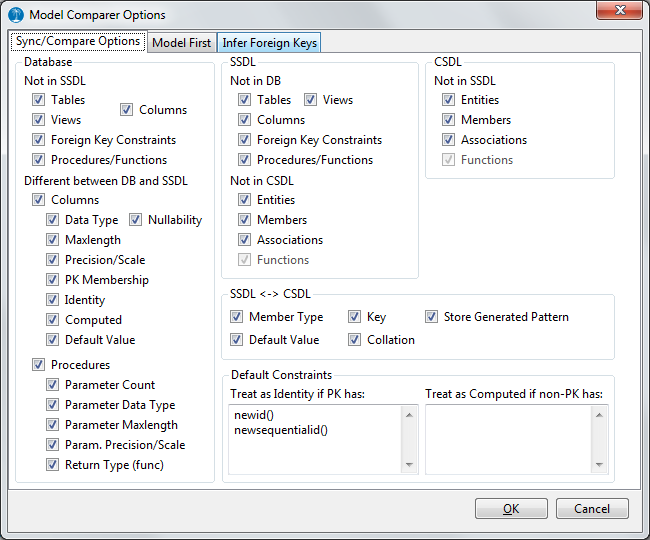 Model Comparer Options
Sync/Compare Options Model First Infer Foreign Keys
Database
Not in SSDL
Tables
Columns
Views
Foreign Key Constraints
Procedures/Functions
Different between DB and SSDL
Columns
Data Type Nullability
Maxlength
Precision/Scale
PK Membership
Identity
Computed
Default Value
Procedures
Parameter Count
Parameter Data Type
Parameter Maxlength
Param. Precision/Scale
Return Type (func)
SSDL
Not in DB
Tables Views
Columns
Foreign Key Constraints
Procedures/Functions
Not in CSDL
Entities
Members
Associations
Functions
CSDL
Not in SSDL
Entities
Members
Associations
Functions
SSDL <-> CSDL
Member Type Key Store Generated Pattern
Default Value Collation
Default Constraints
Treat as Identity if PK has:
newid()
newsequentialid()
Treat as Computed if non-PK has:
OK Cancel